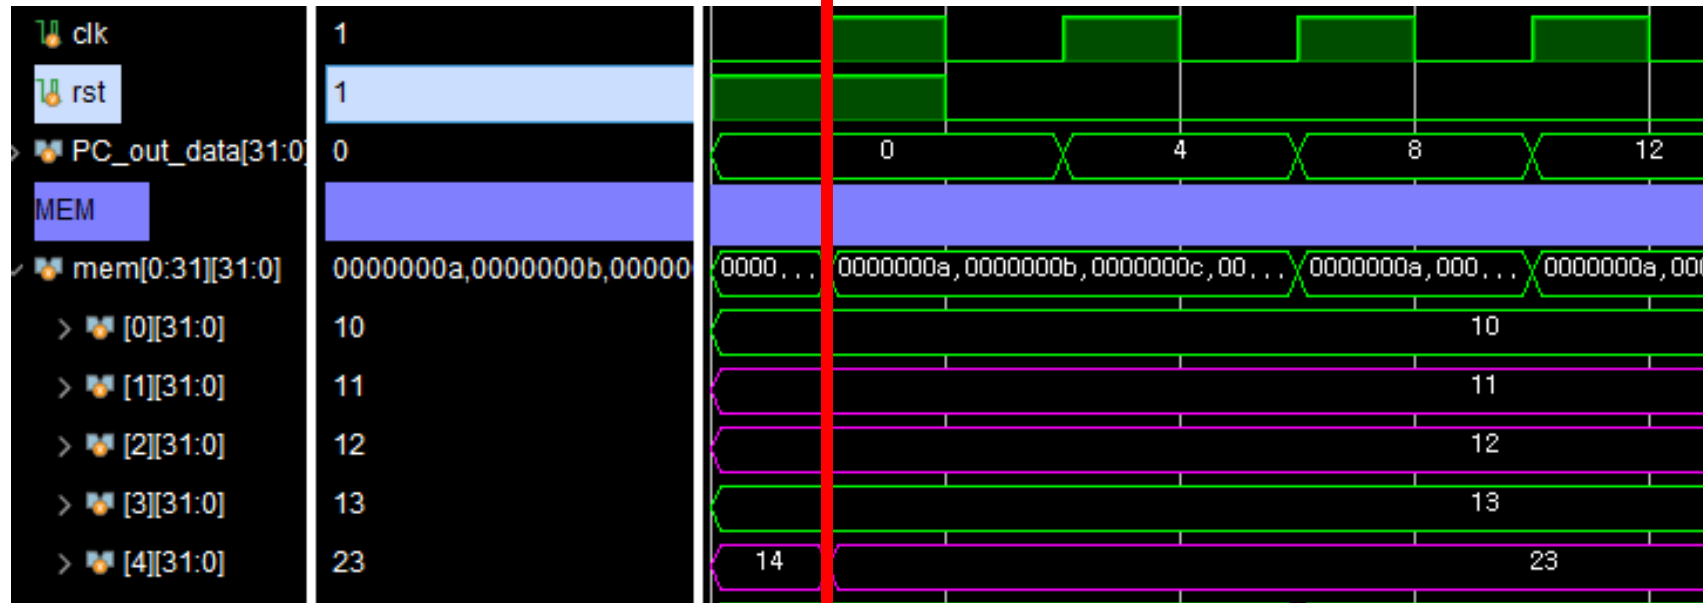 clk 1
rst 1
PC_out_data[31:0] 0 0 4 8 12
MEM
mem[0:31][31:0] 0000000a,0000000b,00000 0000... 0000000a,0000000b,0000000c,00... 0000000a,000... 0000000a,00
[0][31:0] 10 10
[1][31:0] 11 11
[2][31:0] 12 12
[3][31:0] 13 13
[4][31:0] 23 14 23